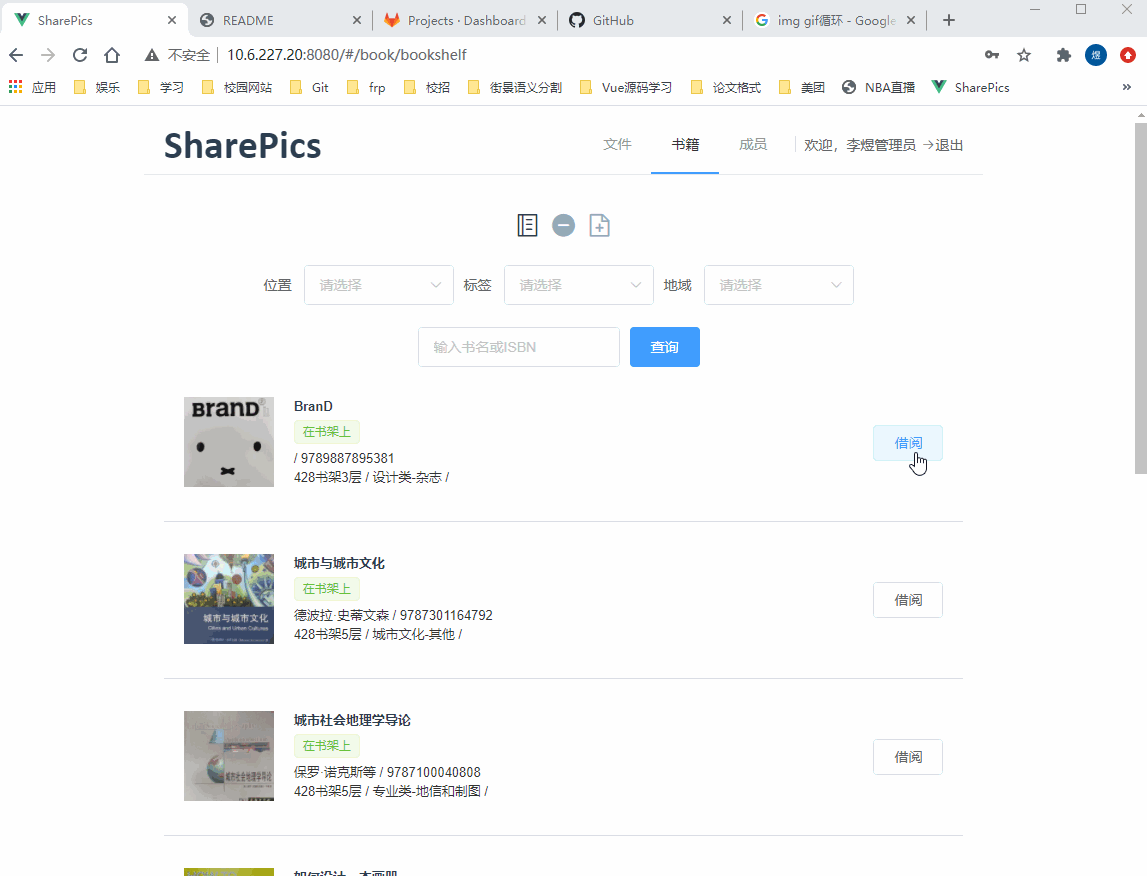 SharePics
README
Projects · Dashboard
GitHub
img gif循环 - Google
不安全
10.6.227.20:8080/#/book/bookshelf
煜
应用
娱乐
学习
校园网站
Git
frp
校招
街景语义分割
Vue源码学习
论文格式
美团
NBA直播
SharePics
»
SharePics
文件
书籍
成员
欢迎，李煜管理员 →退出
位置
请选择
标签
请选择
地域
请选择
输入书名或ISBN
查询
BranD
BranD
在书架上
/ 9789887895381
428书架3层 / 设计类-杂志 /
借阅
城市与城市文化
Cities and Urban Cultures
城市与城市文化
在书架上
德波拉·史蒂文森 / 9787301164792
428书架5层 / 城市文化-其他 /
借阅
城市社会地理学导论
城市社会地理学导论
在书架上
保罗·诺克斯等 / 9787100040808
428书架5层 / 专业类-地信和制图 /
借阅